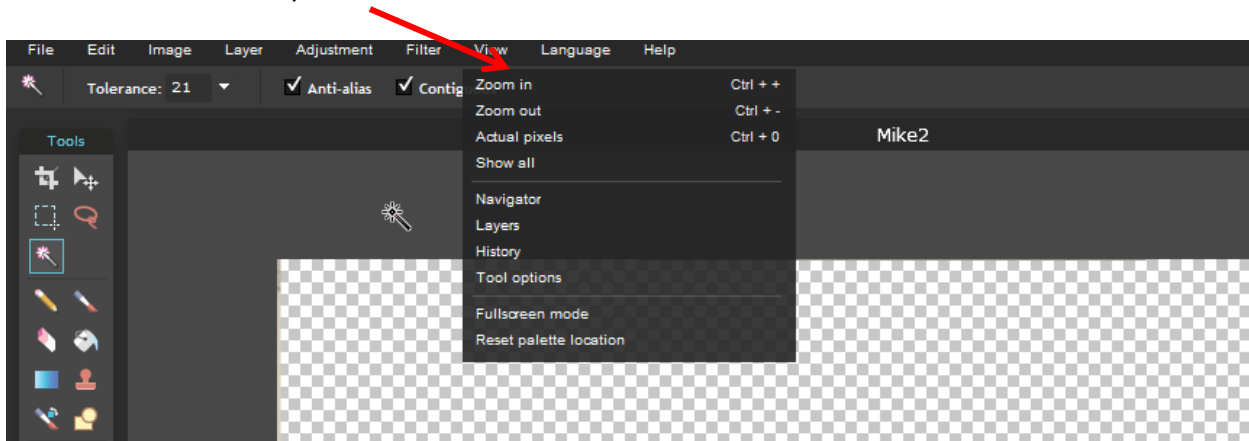 File Edit Image Layer Adjustment Filter View Language Help
Tolerance: 21 Anti-alias
Zoom in Ctrl + +
Zoom out Ctrl + -
Actual pixels Ctrl + 0
Show all
Mike2
Tools
Navigator
Layers
History
Tool options
Fullscreen mode
Reset palette location